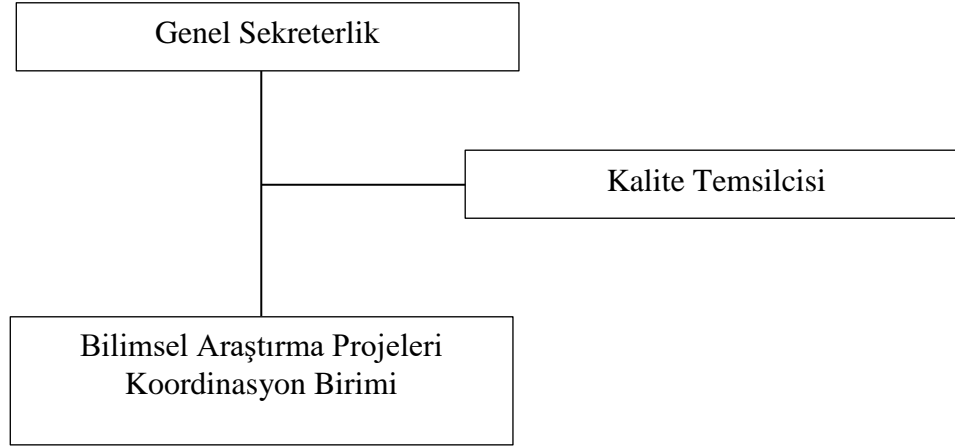 Genel Sekreterlik
Kalite Temsilcisi
Bilimsel Araştırma Projeleri
Koordinasyon Birimi